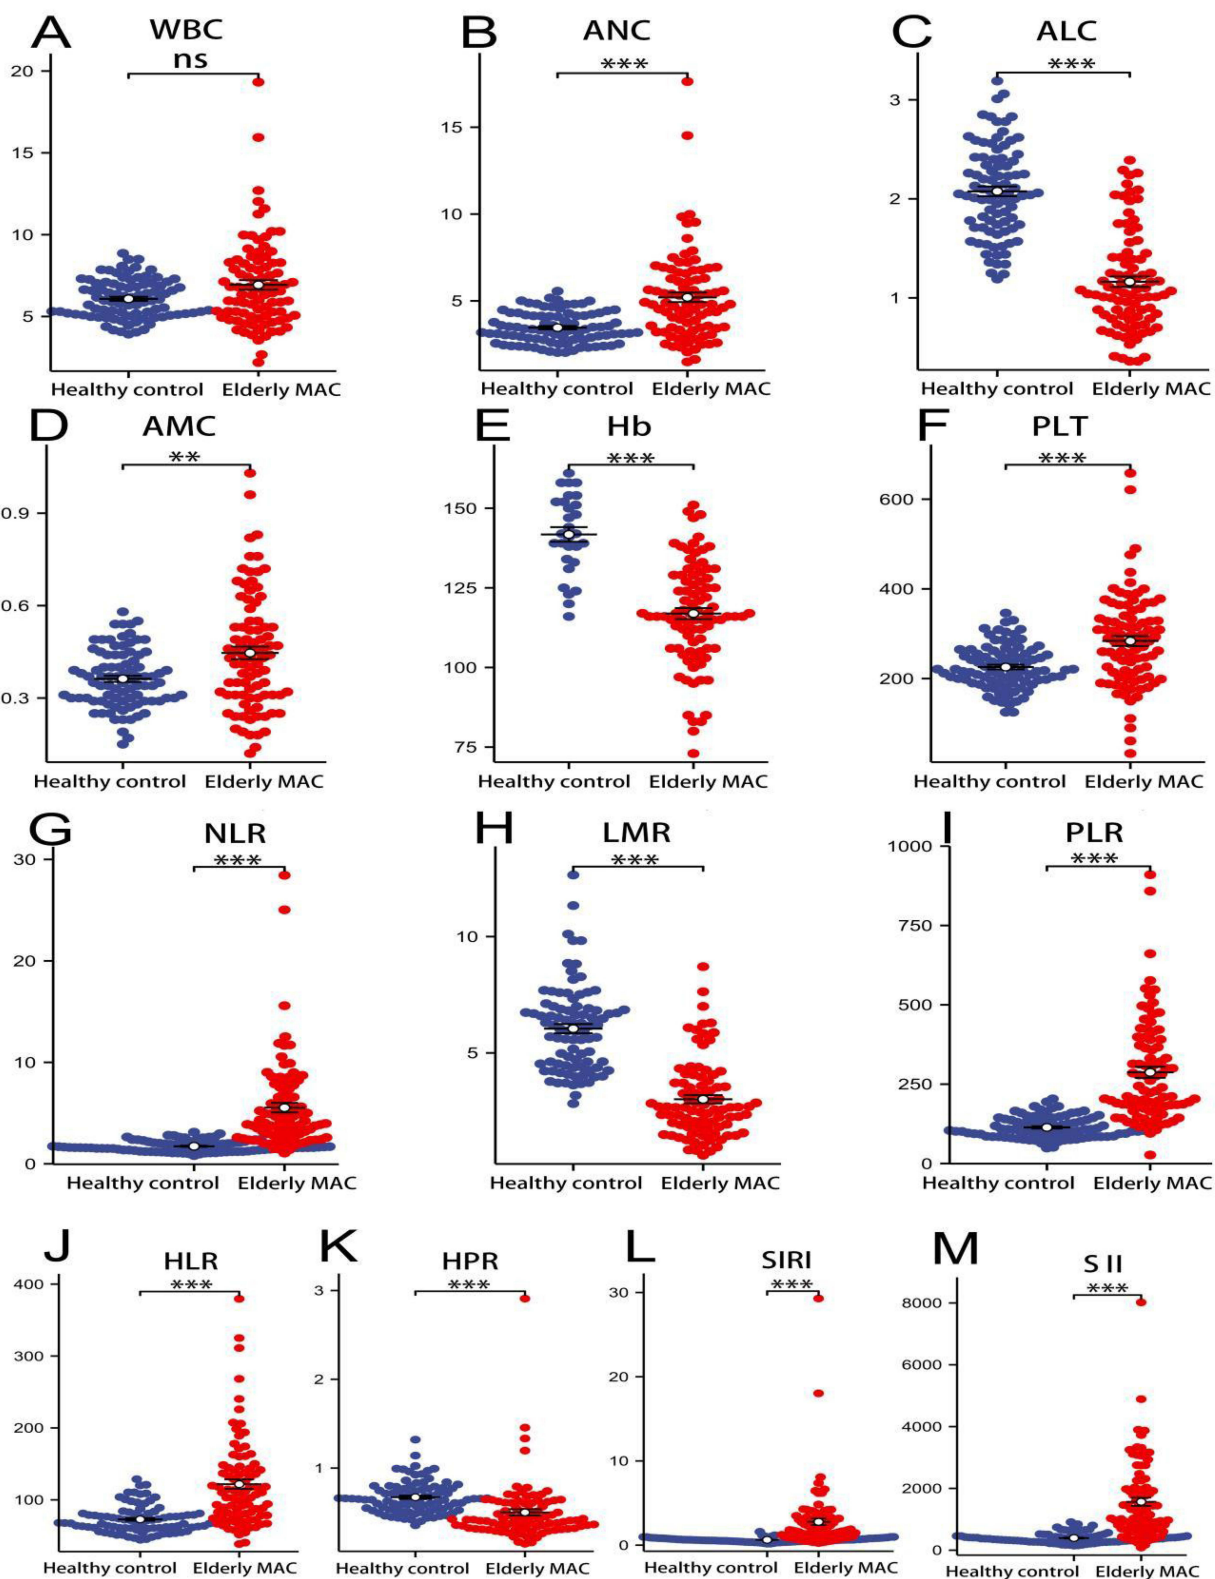 A WBC
ns
20
15
10
5
Healthy control Elderly MAC
B ANC
***
15
10
5
Healthy control Elderly MAC
C ALC
***
3
2
1
Healthy control Elderly MAC
D AMC
**
0.9
0.6
0.3
Healthy control Elderly MAC
E Hb
***
150
125
100
75
Healthy control Elderly MAC
F PLT
***
600
400
200
Healthy control Elderly MAC
G NLR
***
30
20
10
0
Healthy control Elderly MAC
H LMR
***
10
5
Healthy control Elderly MAC
I PLR
***
1000
750
500
250
0
Healthy control Elderly MAC
J HLR
***
400
300
200
100
Healthy control Elderly MAC
K HPR
***
3
2
1
Healthy control Elderly MAC
L SIRI
***
30
20
10
0
Healthy control Elderly MAC
M S II
***
8000
6000
4000
2000
0
Healthy control Elderly MAC